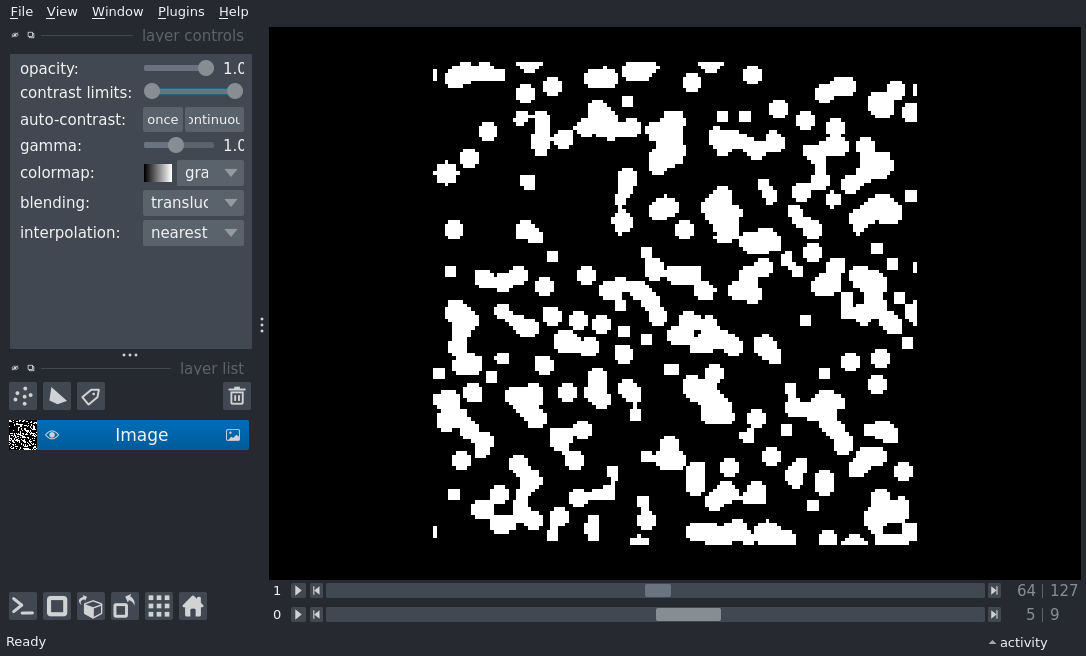 File View Window Plugins Help
layer controls
opacity: 1.0
contrast limits:
auto-contrast: once ontinuou
gamma: 1.0
colormap: gra
blending: transluc
interpolation: nearest
layer list
Image
1 64 | 127
0 5 | 9
Ready activity